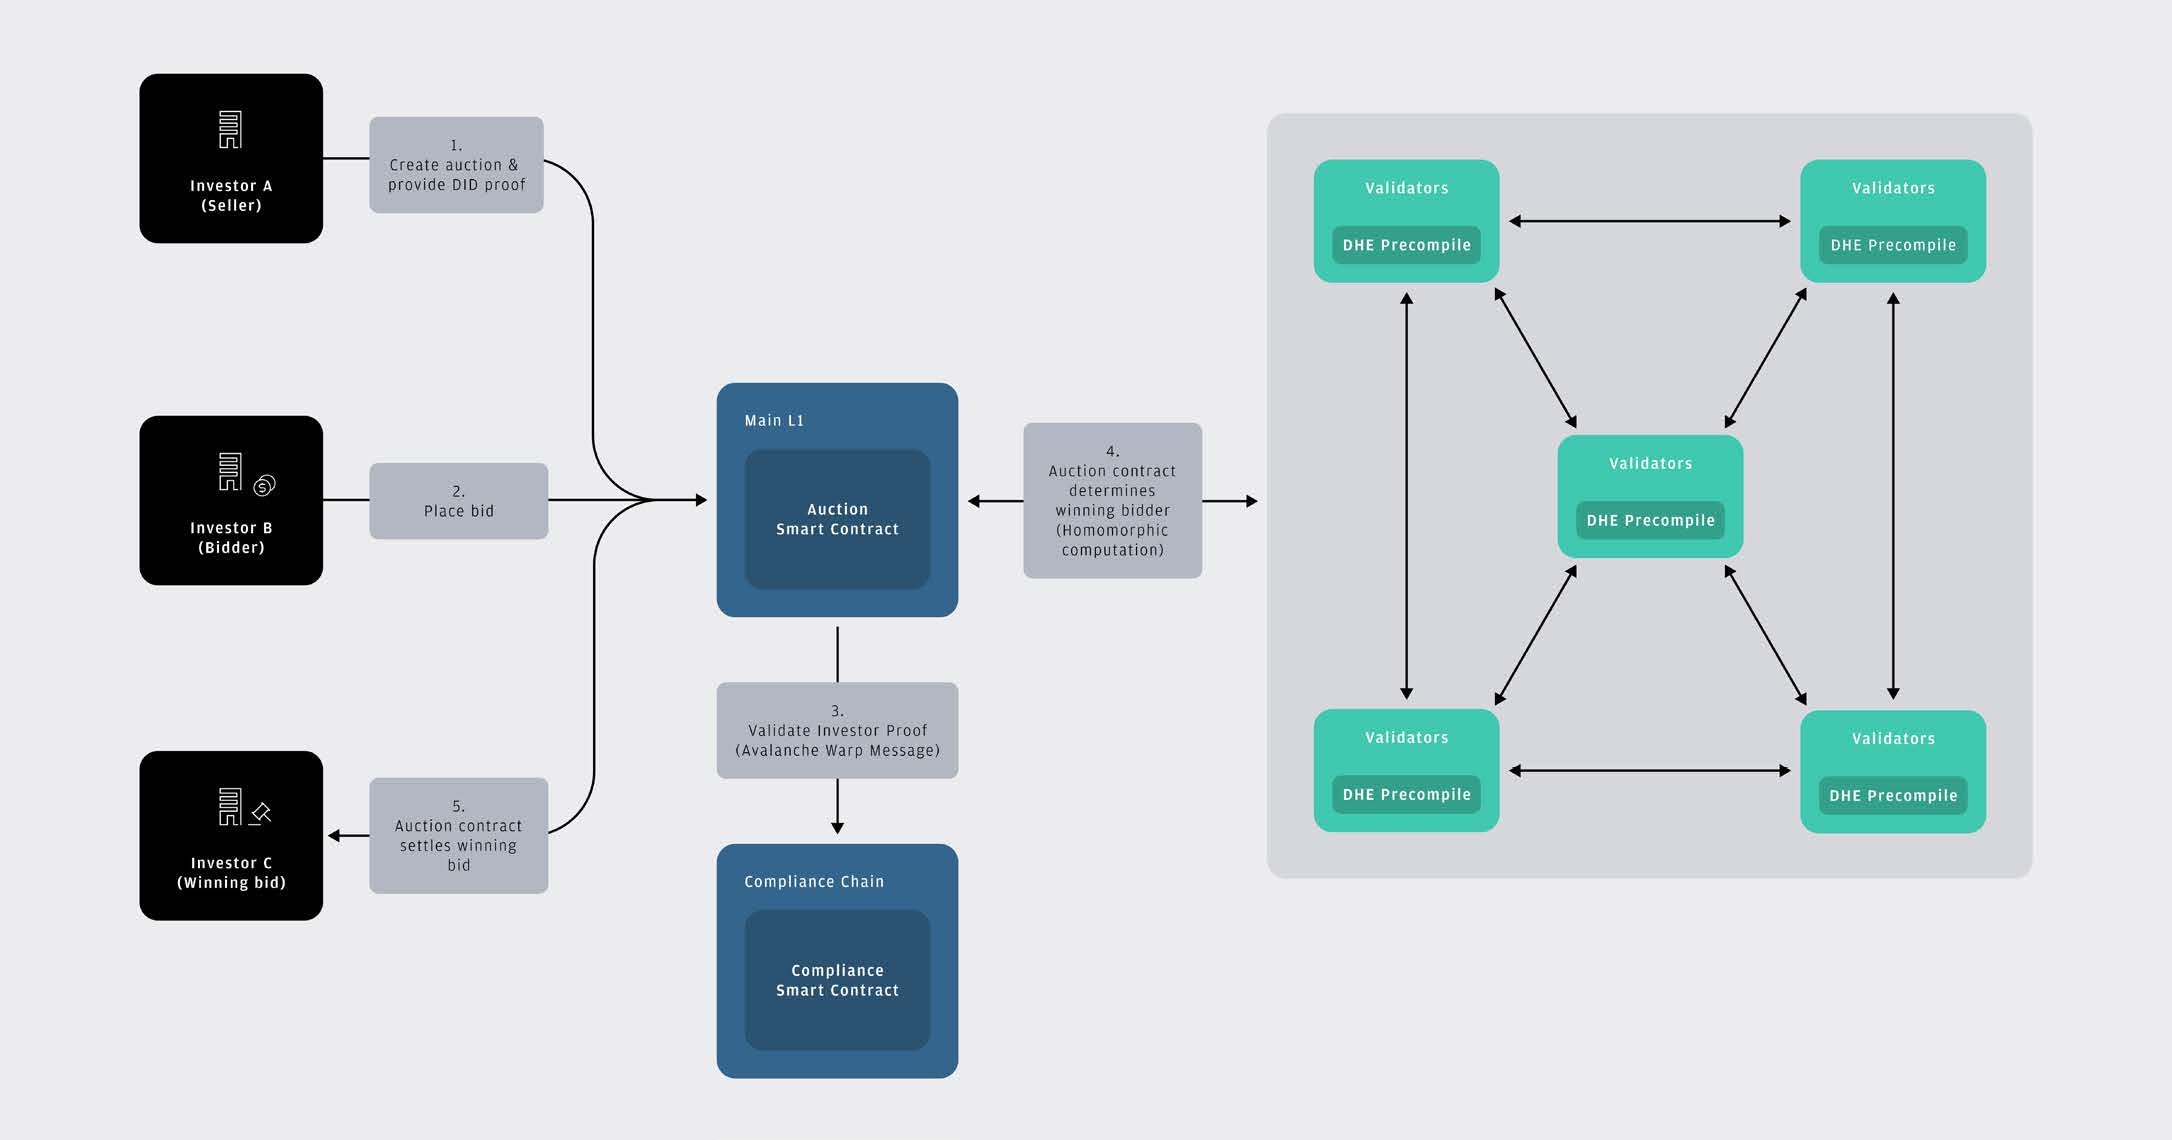 Investor A
(Seller)
1.
Create auction &
provide DID proof
Investor B
(Bidder)
2.
Place bid
Investor C
(Winning bid)
5.
Auction contract
settles winning
bid
Main L1
Auction
Smart Contract
3.
Validate Investor Proof
(Avalanche Warp Message)
Compliance Chain
Compliance
Smart Contract
4.
Auction contract
determines
winning bidder
(Homomorphic
computation)
Validators
DHE Precompile
Validators
DHE Precompile
Validators
DHE Precompile
Validators
DHE Precompile
Validators
DHE Precompile